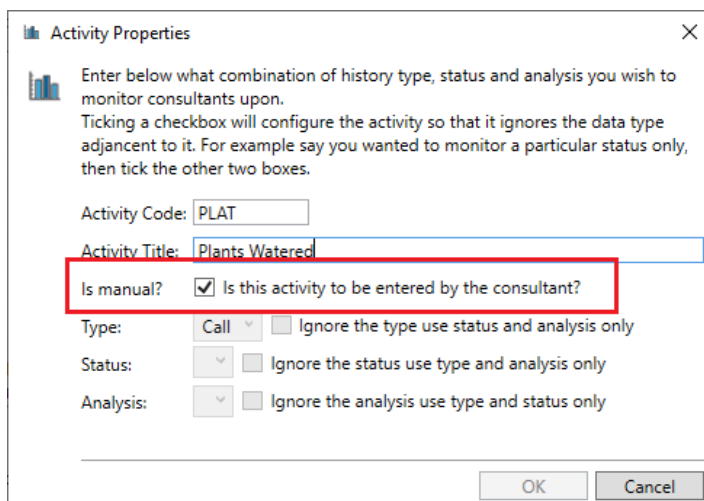 Activity Properties
Enter below what combination of history type, status and analysis you wish to
monitor consultants upon.
Ticking a checkbox will configure the activity so that it ignores the data type
adjancent to it. For example say you wanted to monitor a particular status only,
then tick the other two boxes.
Activity Code: PLAT
Activity Title: Plants Watered
Is manual? Is this activity to be entered by the consultant?
Type: Call Ignore the type use status and analysis only
Status: Ignore the status use type and analysis only
Analysis: Ignore the analysis use type and status only
OK Cancel